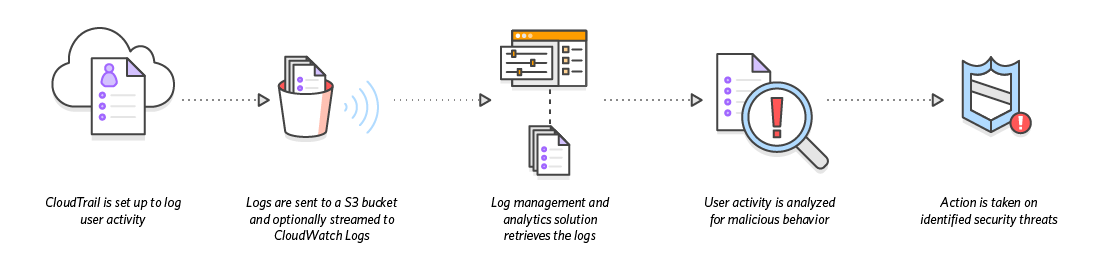 CloudTrail is set up to log
user activity
Logs are sent to a S3 bucket
and optionally streamed to
CloudWatch Logs
Log management and
analytics solution
retrieves the logs
User activity is analyzed
for malicious behavior
Action is taken on
identified security threats